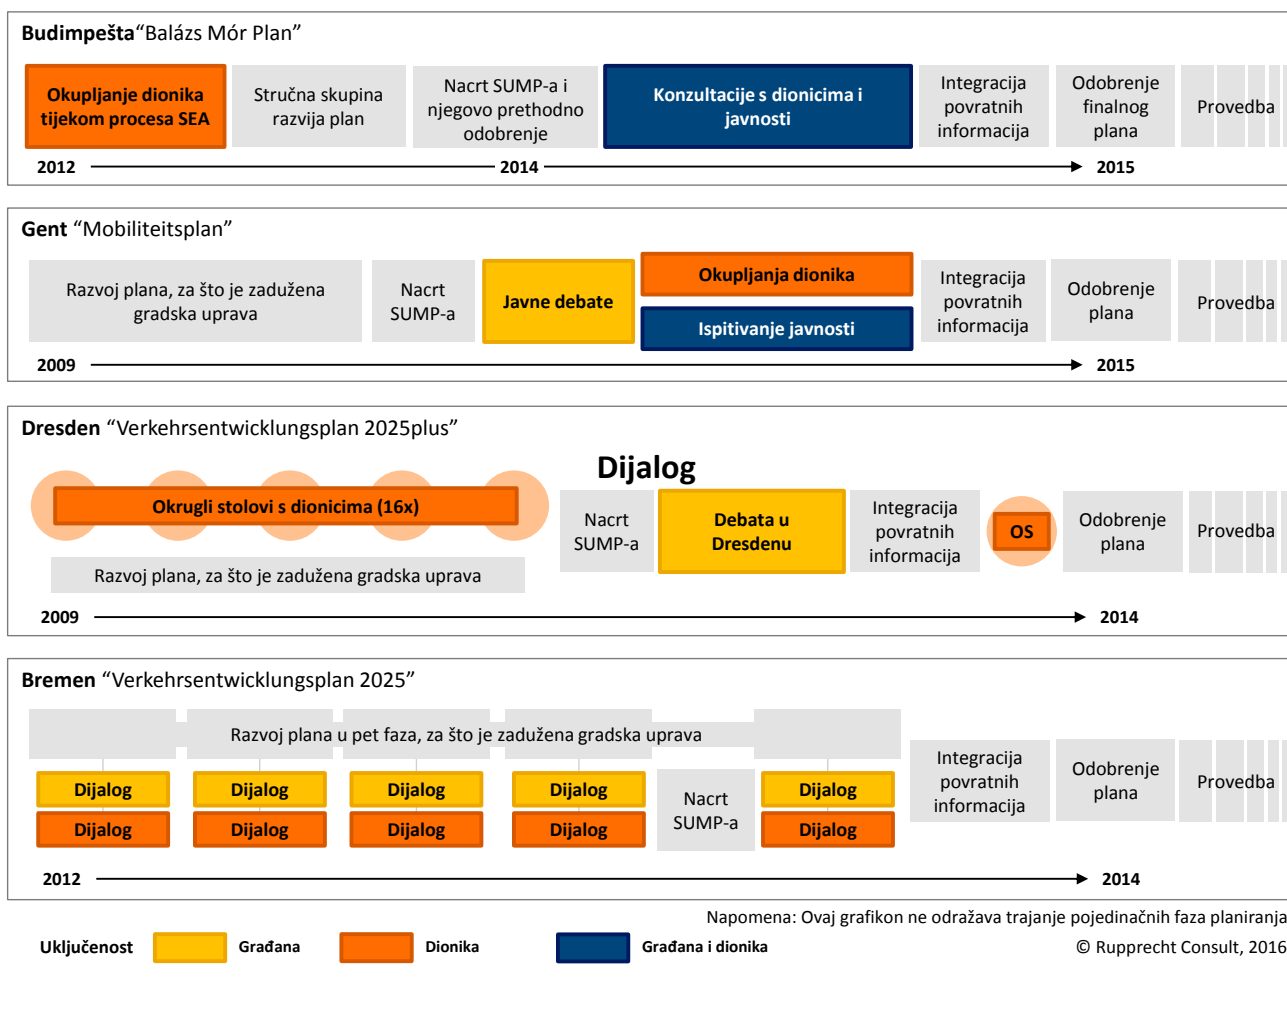 Budimpešta“Balázs Mór Plan”
Okupljanje dionika
tijekom procesa SEA
Stručna skupina
razvija plan
Nacrt SUMP-a i
njegovo prethodno
odobrenje
Konzultacije s dionicima i
javnosti
Integracija
povratnih
informacija
Odobrenje
finalnog
plana
Provedba
2012
2014
2015
Gent “Mobiliteitsplan”
Razvoj plana, za što je zadužena
gradska uprava
Nacrt
SUMP-a
Javne debate
Okupljanja dionika
Ispitivanje javnosti
Integracija
povratnih
informacija
Odobrenje
plana
Provedba
2009
2015
Dresden “Verkehrsentwicklungsplan 2025plus”
Dijalog
Okrugli stolovi s dionicima (16x)
Razvoj plana, za što je zadužena gradska uprava
Nacrt
SUMP-a
Debata u
Dresdenu
Integracija
povratnih
informacija
OS
Odobrenje
plana
Provedba
2009
2014
Bremen “Verkehrsentwicklungsplan 2025”
Razvoj plana u pet faza, za što je zadužena gradska uprava
Dijalog
Dijalog
Dijalog
Dijalog
Dijalog
Dijalog
Dijalog
Dijalog
Dijalog
Dijalog
Nacrt
SUMP-a
Integracija
povratnih
informacija
Odobrenje
plana
Provedba
2012
2014
Napomena: Ovaj grafikon ne odražava trajanje pojedinačnih faza planiranja
Uključenost
Građana
Dionika
Građana i dionika
© Rupprecht Consult, 2016